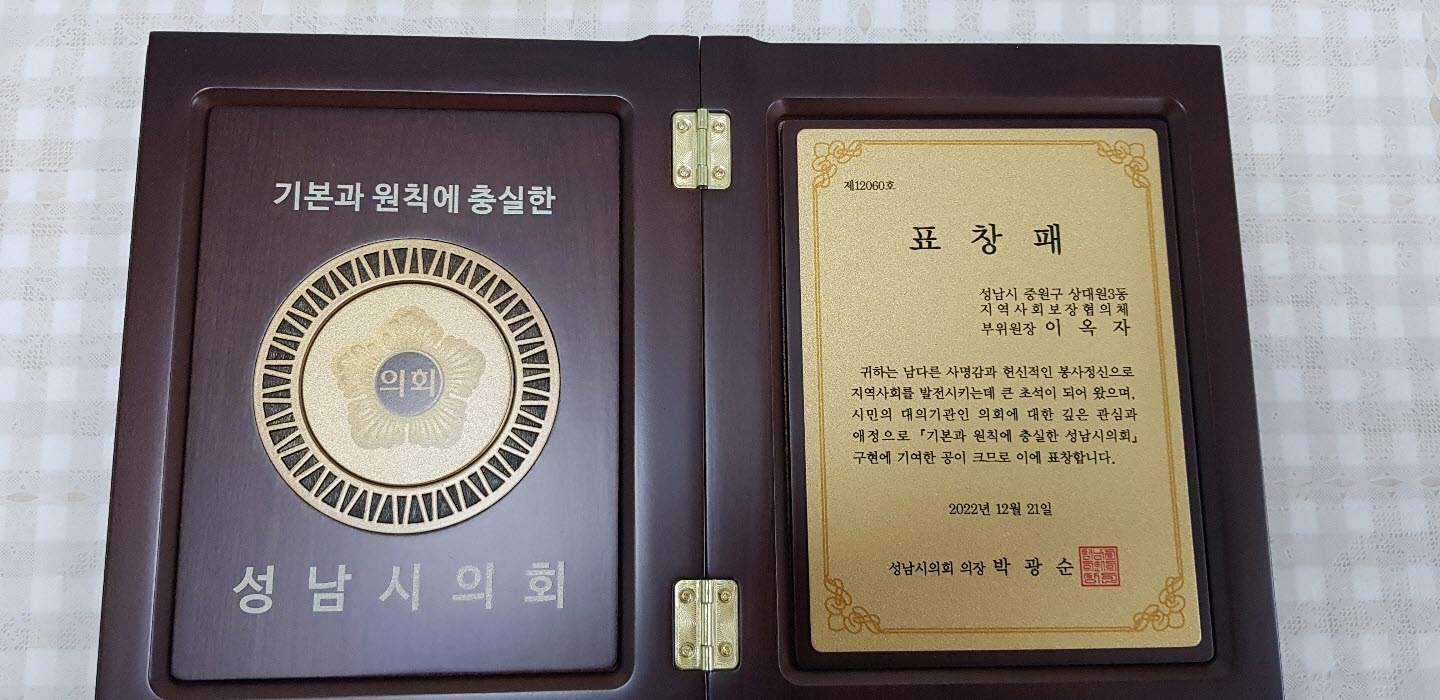 기본과 원칙에 충실한
의회
성남시의회
제12060호
표창패
성남시 중원구 상대원3동
지역사회보장협의체
부위원장 이옥자
귀하는 남다른 사명감과 헌신적인 봉사정신으로
지역사회를 발전시키는데 큰 초석이 되어 왔으며,
시민의 대의기관인 의회에 대한 깊은 관심과
애정으로 「기본과 원칙에 충실한 성남시의회」
구현에 기여한 공이 크므로 이에 표창합니다.
2022년 12월 21일
성남시의회 의장 박광순